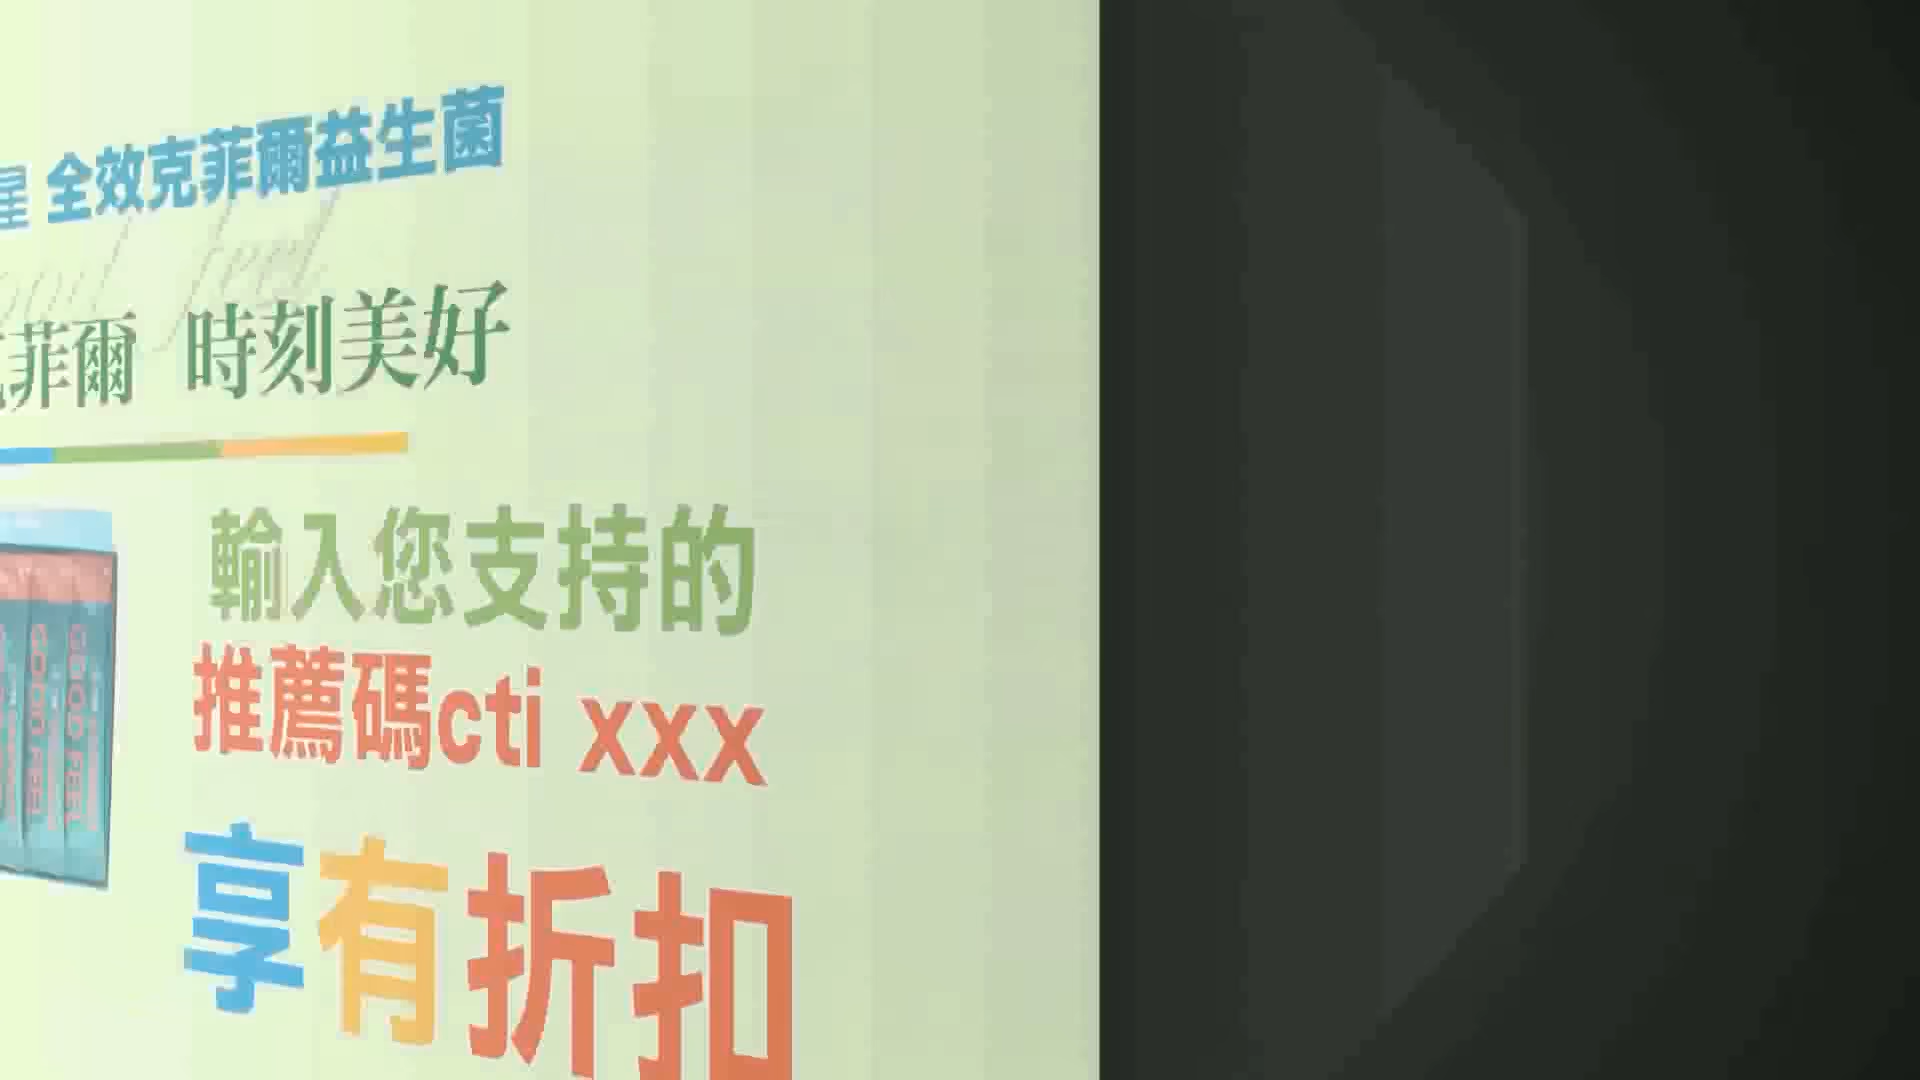 全效克菲爾益生菌
feel
菲爾 時刻美好
輸入您支持的
推薦碼cti xxx
享有折扣
GOOD FEEL
GOOD FEEL